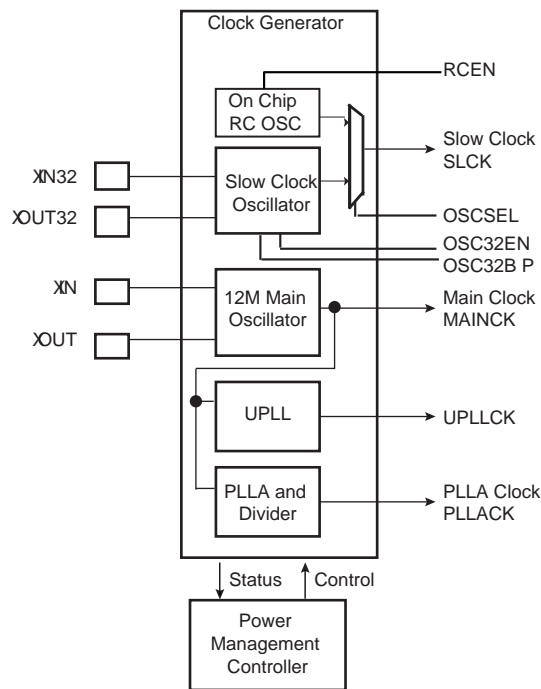 Clock Generator
RCEN
On Chip
RC OSC
Slow Clock
SLCK
XIN32
Slow Clock
Oscillator
XOUT32
OSCSEL
OSC32EN
OSC32B P
XIN
12M Main
Oscillator
Main Clock
MAINCK
XOUT
UPLL
UPLLCK
PLLA and
Divider
PLLA Clock
PLLACK
Status
Control
Power
Management
Controller